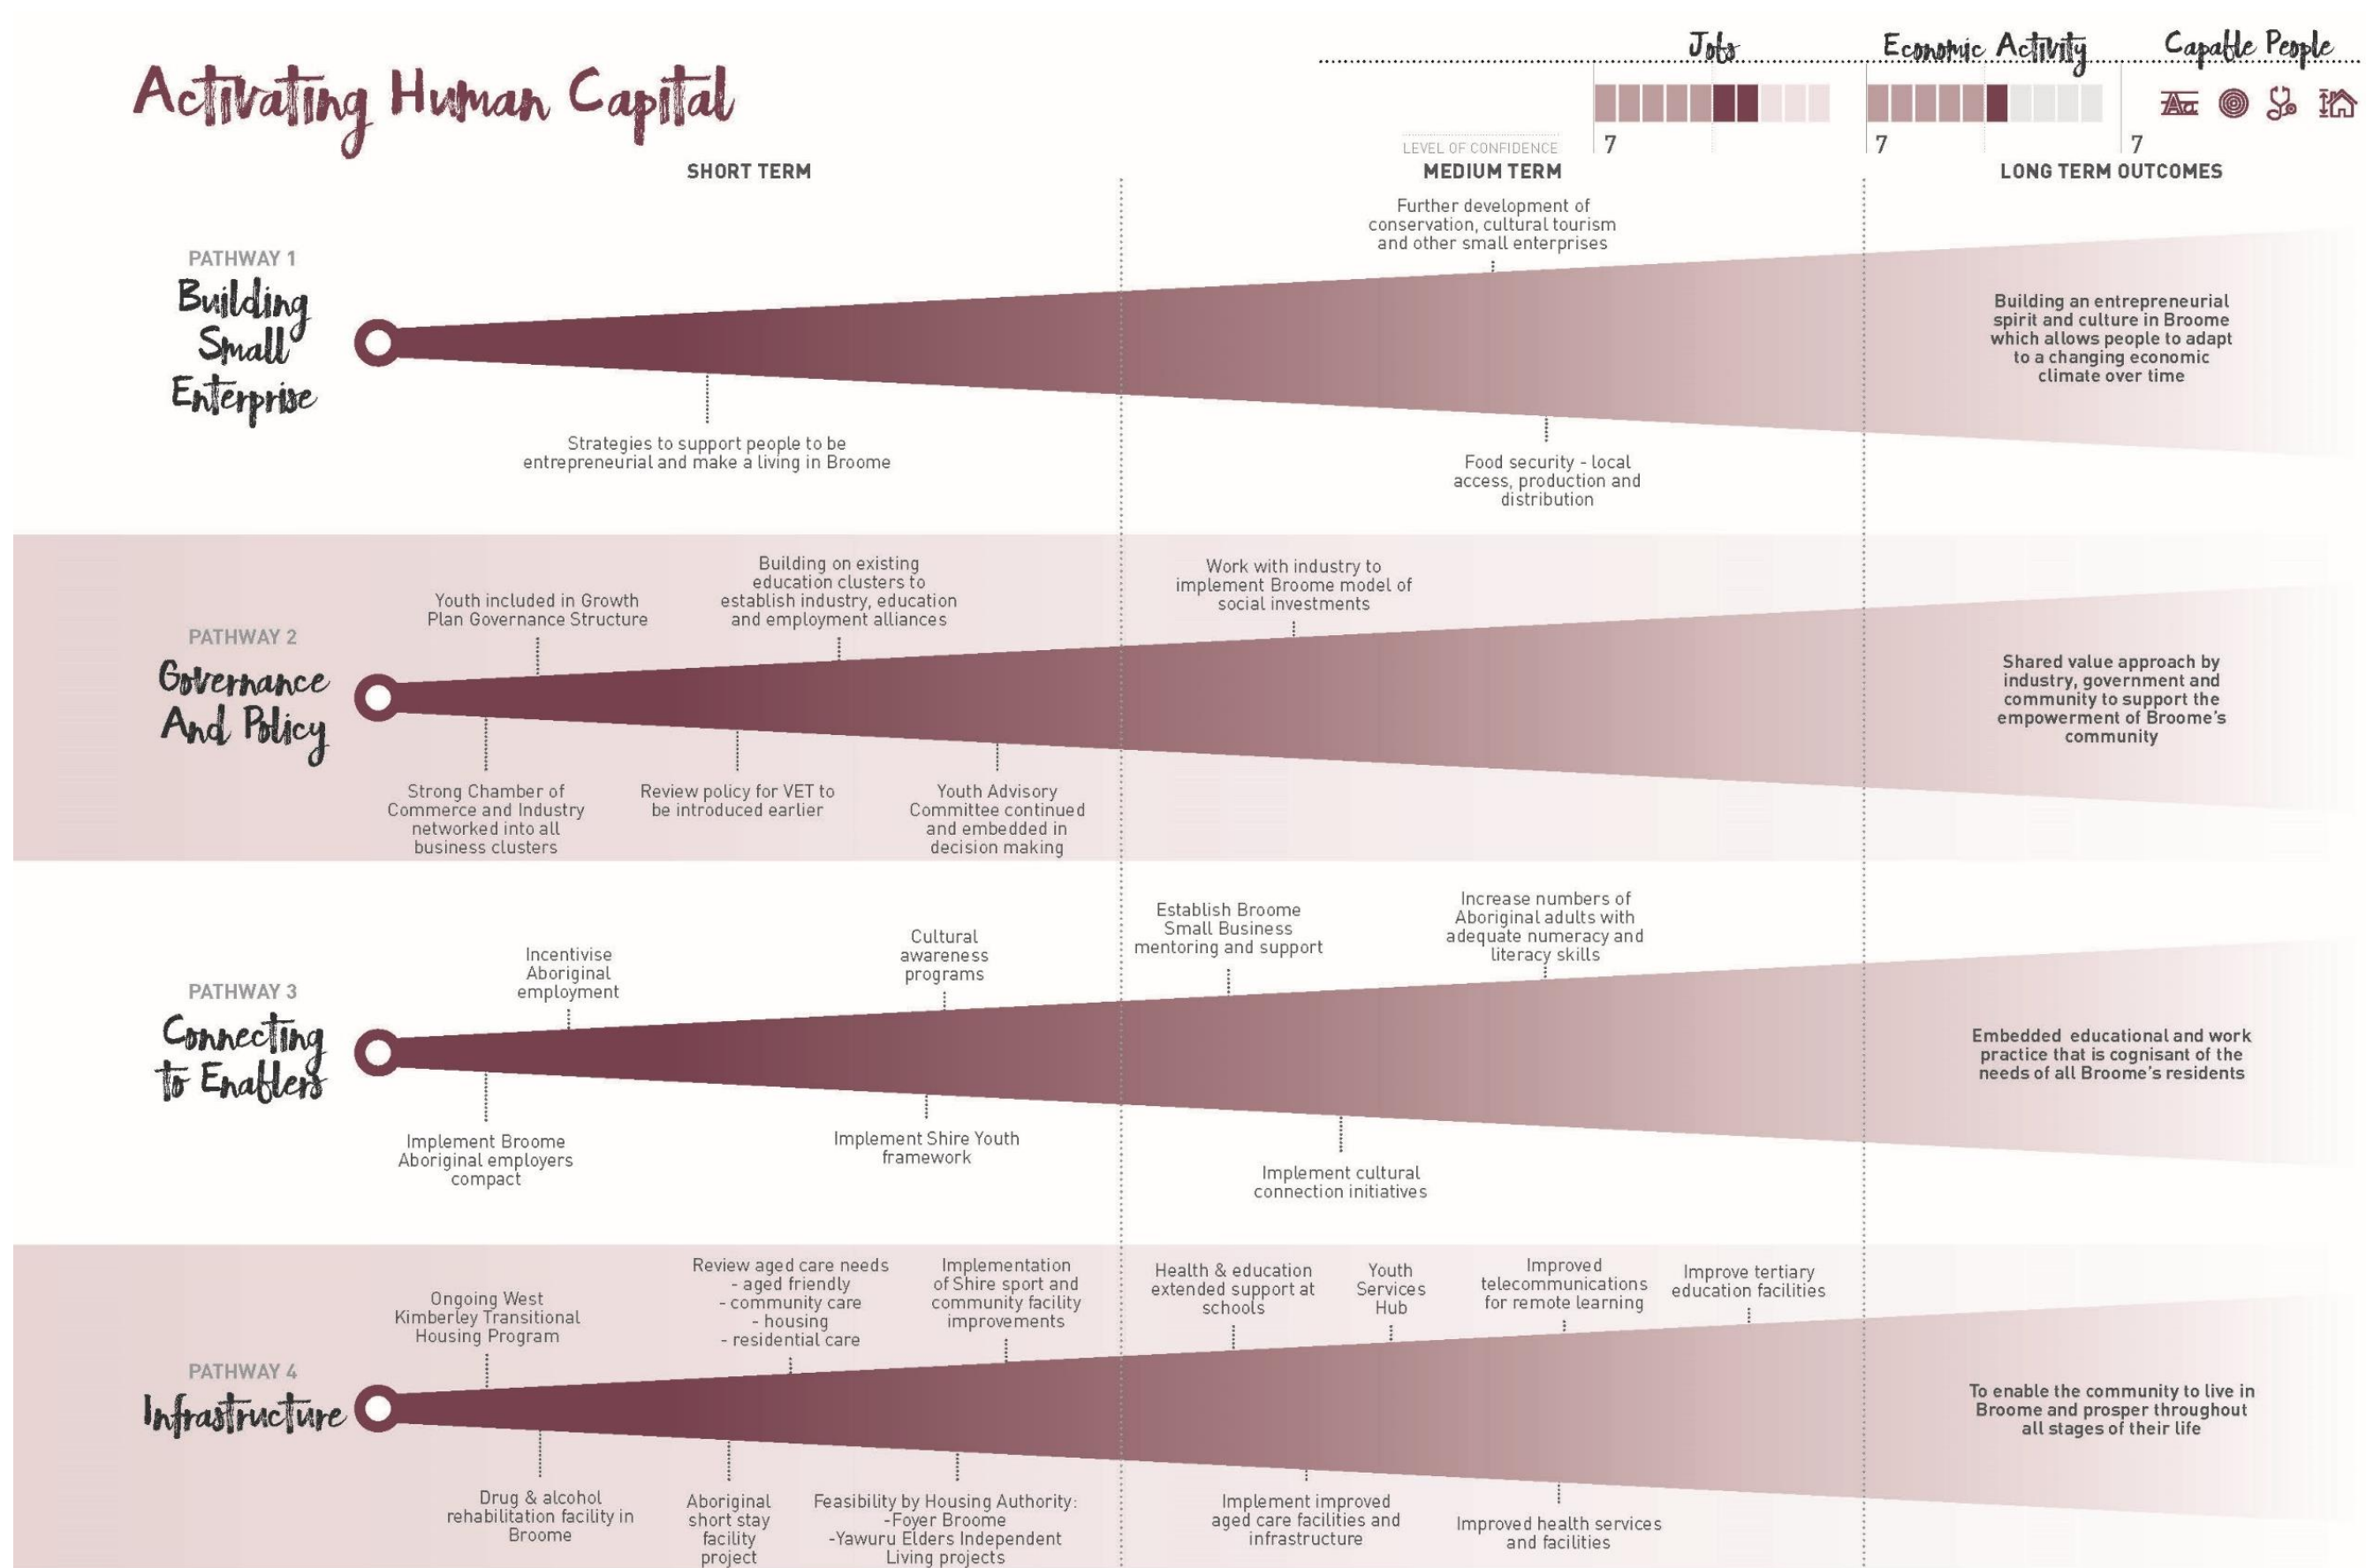 Activating Human Capital
Jobs
Economic Activity
Capable People
Aa
LEVEL OF CONFIDENCE
7
7
7
SHORT TERM
MEDIUM TERM
LONG TERM OUTCOMES
PATHWAY 1
Building
Small
Enterprise
Further development of
conservation, cultural tourism
and other small enterprises
Strategies to support people to be
entrepreneurial and make a living in Broome
Food security - local
access, production and
distribution
Building an entrepreneurial
spirit and culture in Broome
which allows people to adapt
to a changing economic
climate over time
PATHWAY 2
Governance
And Policy
Youth included in Growth
Plan Governance Structure
Building on existing
education clusters to
establish industry, education
and employment alliances
Work with industry to
implement Broome model of
social investments
Strong Chamber of
Commerce and Industry
networked into all
business clusters
Review policy for VET to
be introduced earlier
Youth Advisory
Committee continued
and embedded in
decision making
Shared value approach by
industry, government and
community to support the
empowerment of Broome's
community
PATHWAY 3
Connecting
to Enablers
Incentivise
Aboriginal
employment
Cultural
awareness
programs
Establish Broome
Small Business
mentoring and support
Increase numbers of
Aboriginal adults with
adequate numeracy and
literacy skills
Implement Broome
Aboriginal employers
compact
Implement Shire Youth
framework
Implement cultural
connection initiatives
Embedded educational and work
practice that is cognisant of the
needs of all Broome's residents
PATHWAY 4
Infrastructure
Ongoing West
Kimberley Transitional
Housing Program
Review aged care needs
- aged friendly
- community care
- housing
- residential care
Implementation
of Shire sport and
community facility
improvements
Health & education
extended support at
schools
Youth
Services
Hub
Improved
telecommunications
for remote learning
Improve tertiary
education facilities
Drug & alcohol
rehabilitation facility in
Broome
Aboriginal
short stay
facility
project
Feasibility by Housing Authority:
-Foyer Broome
-Yawuru Elders Independent
Living projects
Implement improved
aged care facilities and
infrastructure
Improved health services
and facilities
To enable the community to live in
Broome and prosper throughout
all stages of their life